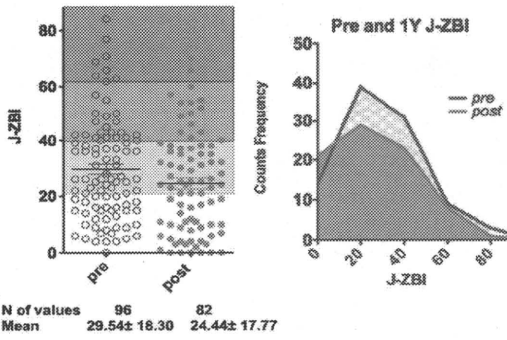 Pre and 1Y J-ZBI
J-ZBI
80
60
40
20
0
pre
post
N of values 96 82
Mean 29.54± 18.30 24.44± 17.77
Counts Frequency
50
40
30
20
10
0
pre
post
0
20
40
60
80
J-ZBI